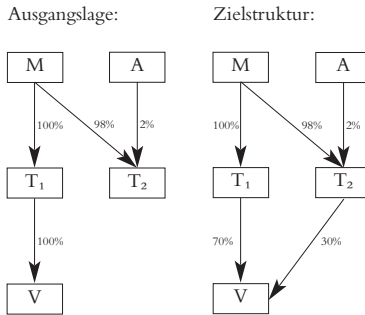 Ausgangslage: Zielstruktur:
M A M A
100% 98% 2% 100% 98% 2%
T₁ T₂ T₁ T₂
100% 70% 30%
V V